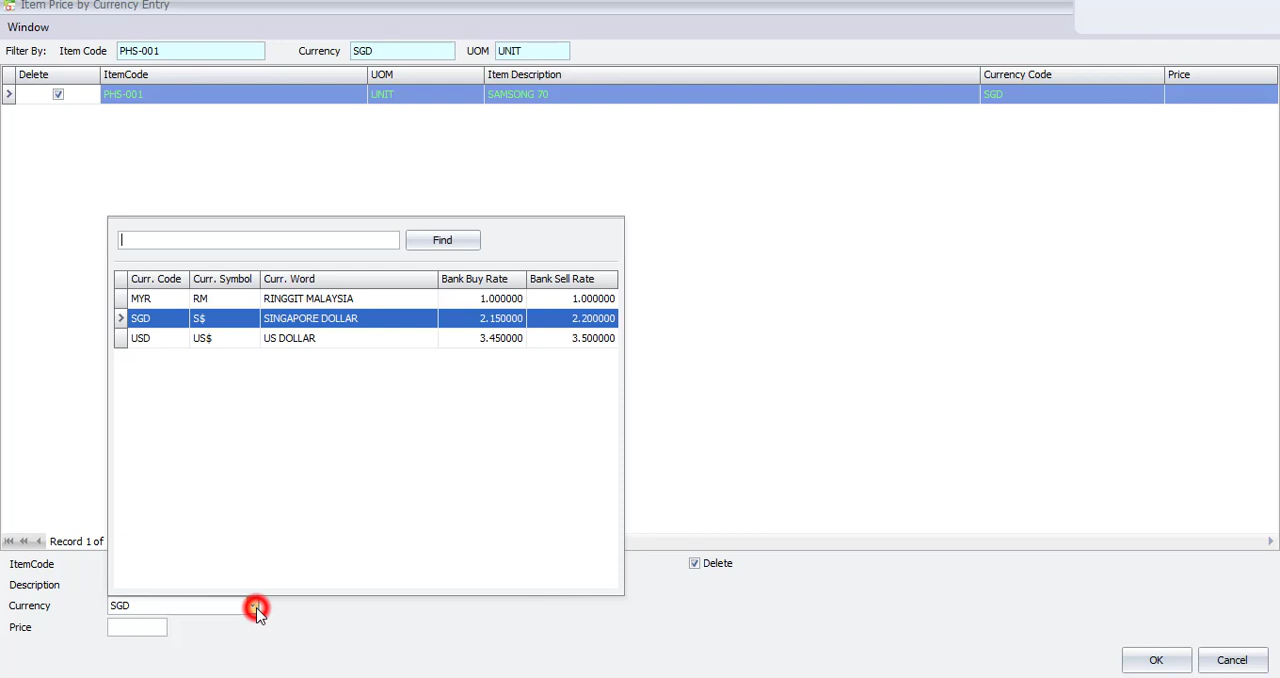 Item Price by Currency Entry
Window
Filter By: Item Code PHS-001 Currency SGD UOM UNIT
Delete ItemCode UOM Item Description Currency Code Price
PHS-001 UNIT SAMSONG 70 SGD
Find
Curr. Code Curr. Symbol Curr. Word Bank Buy Rate Bank Sell Rate
MYR RM RINGGIT MALAYSIA 1.000000 1.000000
SGD S$ SINGAPORE DOLLAR 2.150000 2.200000
USD US$ US DOLLAR 3.450000 3.500000
Record 1 of
ItemCode Delete
Description
Currency SGD
Price
OK Cancel